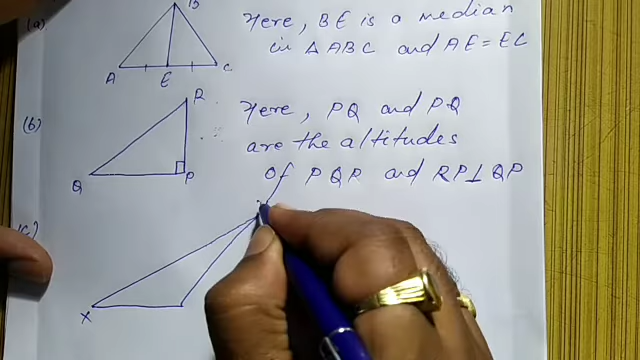 (a)
B
A
E
C
Here, BE is a median
in △ABC and AE=EC
(b)
R
Q
P
Here, PQ and PQ
are the altitudes
Of PQR and RP⊥QP
(c)
X